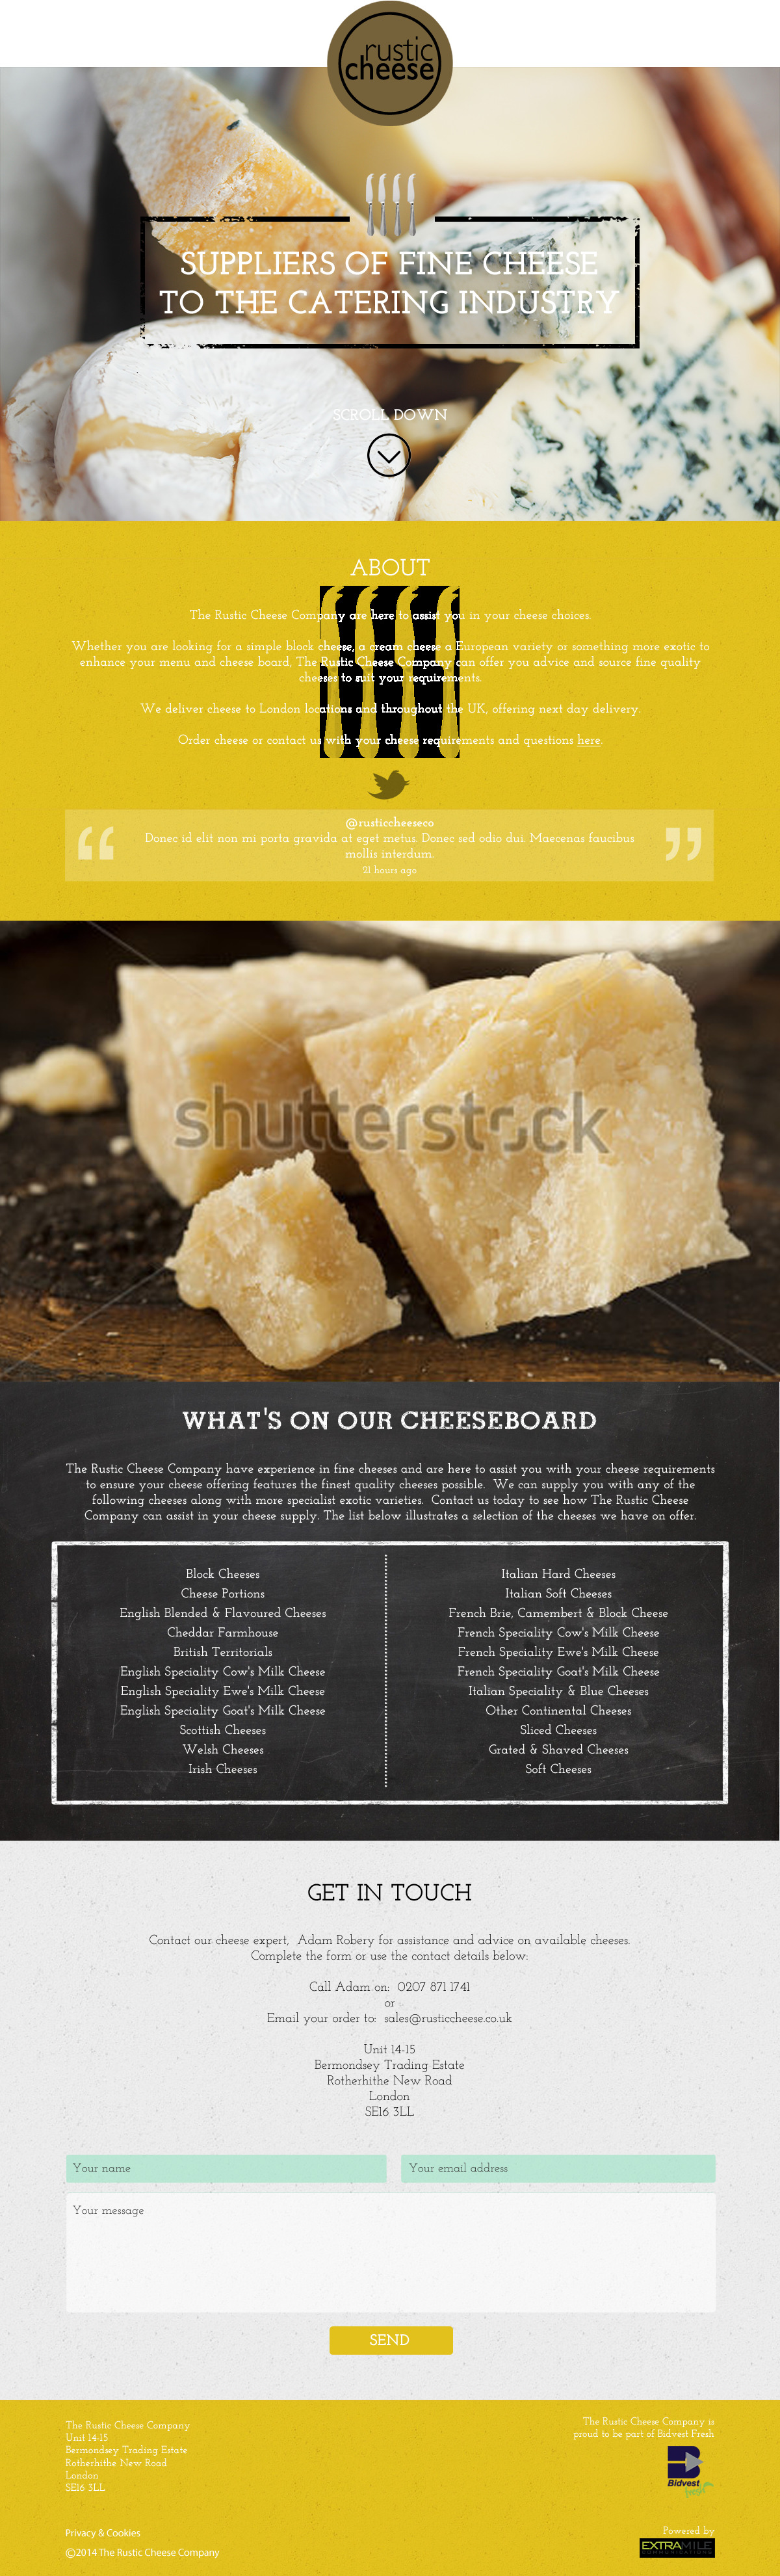 rustic
cheese
SUPPLIERS OF FINE CHEESE
TO THE CATERING INDUSTRY
SCROLL DOWN
ABOUT
The Rustic Cheese Company are here to assist you in your cheese choices.
Whether you are looking for a simple block cheese, a cream cheese a European variety or something more exotic to
enhance your menu and cheese board, The Rustic Cheese Company can offer you advice and source fine quality
cheeses to suit your requirements.
We deliver cheese to London locations and throughout the UK, offering next day delivery.
Order cheese or contact us with your cheese requirements and questions here.
@rusticcheeseco
Donec id elit non mi porta gravida at eget metus. Donec sed odio dui. Maecenas faucibus
mollis interdum.
21 hours ago
shutterstock
WHAT'S ON OUR CHEESEBOARD
The Rustic Cheese Company have experience in fine cheeses and are here to assist you with your cheese requirements
to ensure your cheese offering features the finest quality cheeses possible. We can supply you with any of the
following cheeses along with more specialist exotic varieties. Contact us today to see how The Rustic Cheese
Company can assist in your cheese supply. The list below illustrates a selection of the cheeses we have on offer.
Block Cheeses
Cheese Portions
English Blended & Flavoured Cheeses
Cheddar Farmhouse
British Territorials
English Speciality Cow's Milk Cheese
English Speciality Ewe's Milk Cheese
English Speciality Goat's Milk Cheese
Scottish Cheeses
Welsh Cheeses
Irish Cheeses
Italian Hard Cheeses
Italian Soft Cheeses
French Brie, Camembert & Block Cheese
French Speciality Cow's Milk Cheese
French Speciality Ewe's Milk Cheese
French Speciality Goat's Milk Cheese
Italian Speciality & Blue Cheeses
Other Continental Cheeses
Sliced Cheeses
Grated & Shaved Cheeses
Soft Cheeses
GET IN TOUCH
Contact our cheese expert, Adam Robery for assistance and advice on available cheeses.
Complete the form or use the contact details below:
Call Adam on: 0207 871 1741
or
Email your order to: sales@rusticcheese.co.uk
Unit 14-15
Bermondsey Trading Estate
Rotherhithe New Road
London
SE16 3LL
Your name
Your email address
Your message
SEND
The Rustic Cheese Company
Unit 14-15
Bermondsey Trading Estate
Rotherhithe New Road
London
SE16 3LL
Privacy & Cookies
©2014 The Rustic Cheese Company
The Rustic Cheese Company is
proud to be part of Bidvest Fresh
Bidvest
fresh
Powered by
EXTRAMILE
COMMUNICATIONS